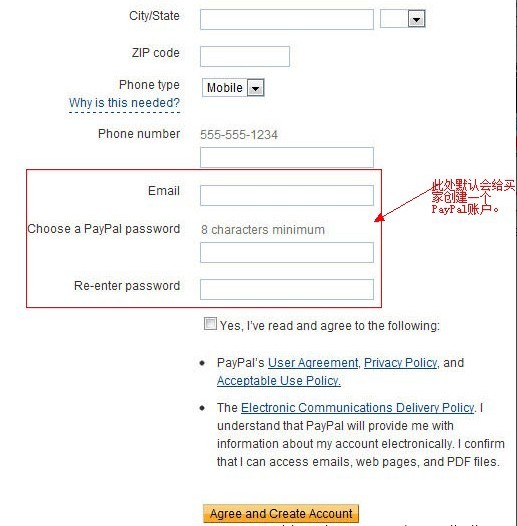 City/State
ZIP code
Phone type
Mobile
Why is this needed?
Phone number
555-555-1234
Email
此处默认会给买
家创建一个
PayPal账户。
Choose a PayPal password
8 characters minimum
Re-enter password
Yes, I've read and agree to the following:
• PayPal's User Agreement, Privacy Policy, and
Acceptable Use Policy.
• The Electronic Communications Delivery Policy. I
understand that PayPal will provide me with
information about my account electronically. I confirm
that I can access emails, web pages, and PDF files.
Agree and Create Account